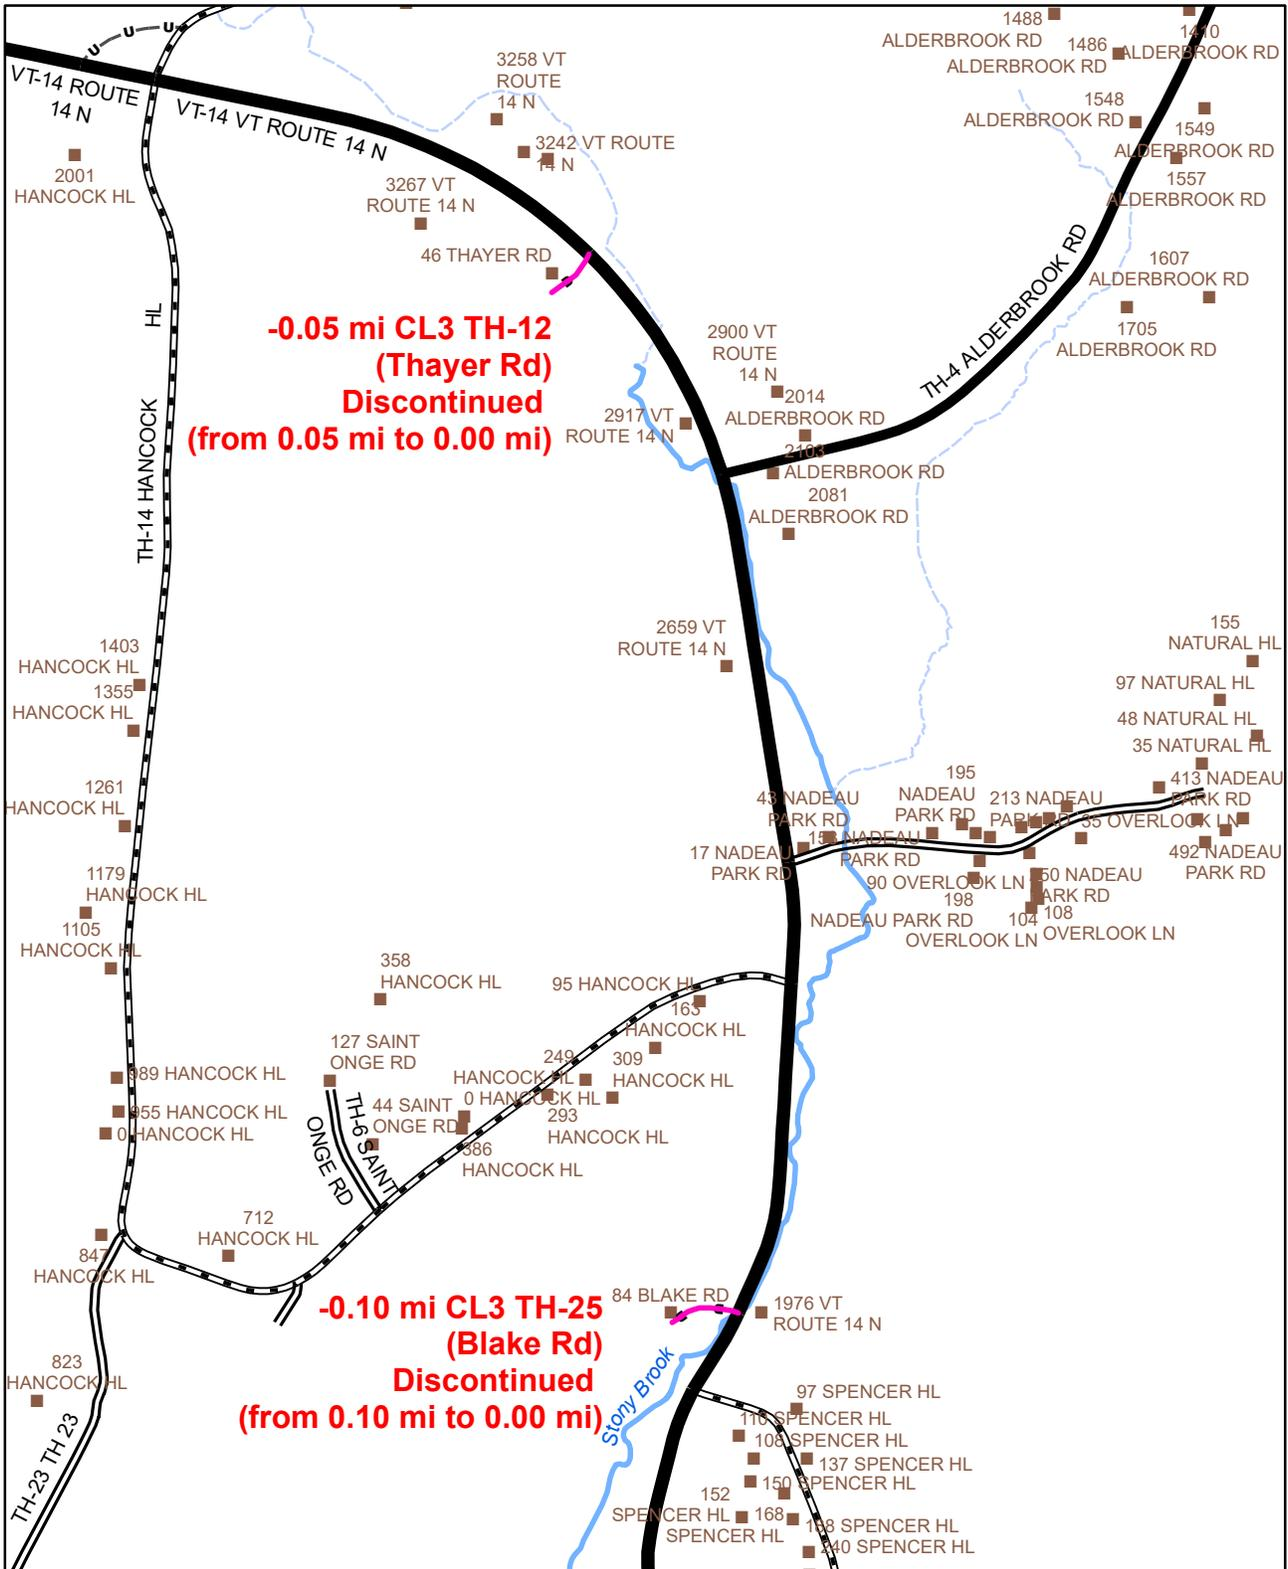 1488
ALDERBROOK RD
1486
ALDERBROOK RD
1410
ALDERBROOK RD
VT-14 ROUTE
14 N
VT-14 VT ROUTE 14 N
3258 VT
ROUTE
14 N
3242 VT ROUTE
14 N
1548
ALDERBROOK RD
1549
ALDERBROOK RD
1557
ALDERBROOK RD
2001
HANCOCK HL
3267 VT
ROUTE 14 N
46 THAYER RD
1607
ALDERBROOK RD
1705
ALDERBROOK RD
TH-4 ALDERBROOK RD
TH-14 HANCOCK
HL
-0.05 mi CL3 TH-12
(Thayer Rd)
Discontinued
(from 0.05 mi to 0.00 mi)
2900 VT
ROUTE
14 N
2014
ALDERBROOK RD
2917 VT
ROUTE 14 N
2103
ALDERBROOK RD
2081
ALDERBROOK RD
2659 VT
ROUTE 14 N
1403
HANCOCK HL
1355
HANCOCK HL
155
NATURAL HL
97 NATURAL HL
48 NATURAL HL
35 NATURAL HL
1261
HANCOCK HL
43 NADEAU
PARK RD
195
NADEAU
PARK RD
213 NADEAU
PARK RD
413 NADEAU
PARK RD
35 OVERLOOK LN
17 NADEAU
PARK RD
153 NADEAU
PARK RD
492 NADEAU
PARK RD
90 OVERLOOK LN
250 NADEAU
PARK RD
198
NADEAU PARK RD
104
OVERLOOK LN
108
OVERLOOK LN
1179
HANCOCK HL
1105
HANCOCK HL
358
HANCOCK HL
95 HANCOCK HL
163
HANCOCK HL
127 SAINT
ONGE RD
249
HANCOCK HL
309
HANCOCK HL
989 HANCOCK HL
955 HANCOCK HL
0 HANCOCK HL
44 SAINT
ONGE RD
0 HANCOCK HL
293
HANCOCK HL
386
HANCOCK HL
TH-6 SAINT
ONGE RD
712
HANCOCK HL
847
HANCOCK HL
-0.10 mi CL3 TH-25
(Blake Rd)
Discontinued
(from 0.10 mi to 0.00 mi)
84 BLAKE RD
1976 VT
ROUTE 14 N
823
HANCOCK HL
TH-23 TH 23
Stony Brook
97 SPENCER HL
SPENCER HL
108 SPENCER HL
137 SPENCER HL
150 SPENCER HL
152
SPENCER HL
168
SPENCER HL
188 SPENCER HL
240 SPENCER HL
U
U